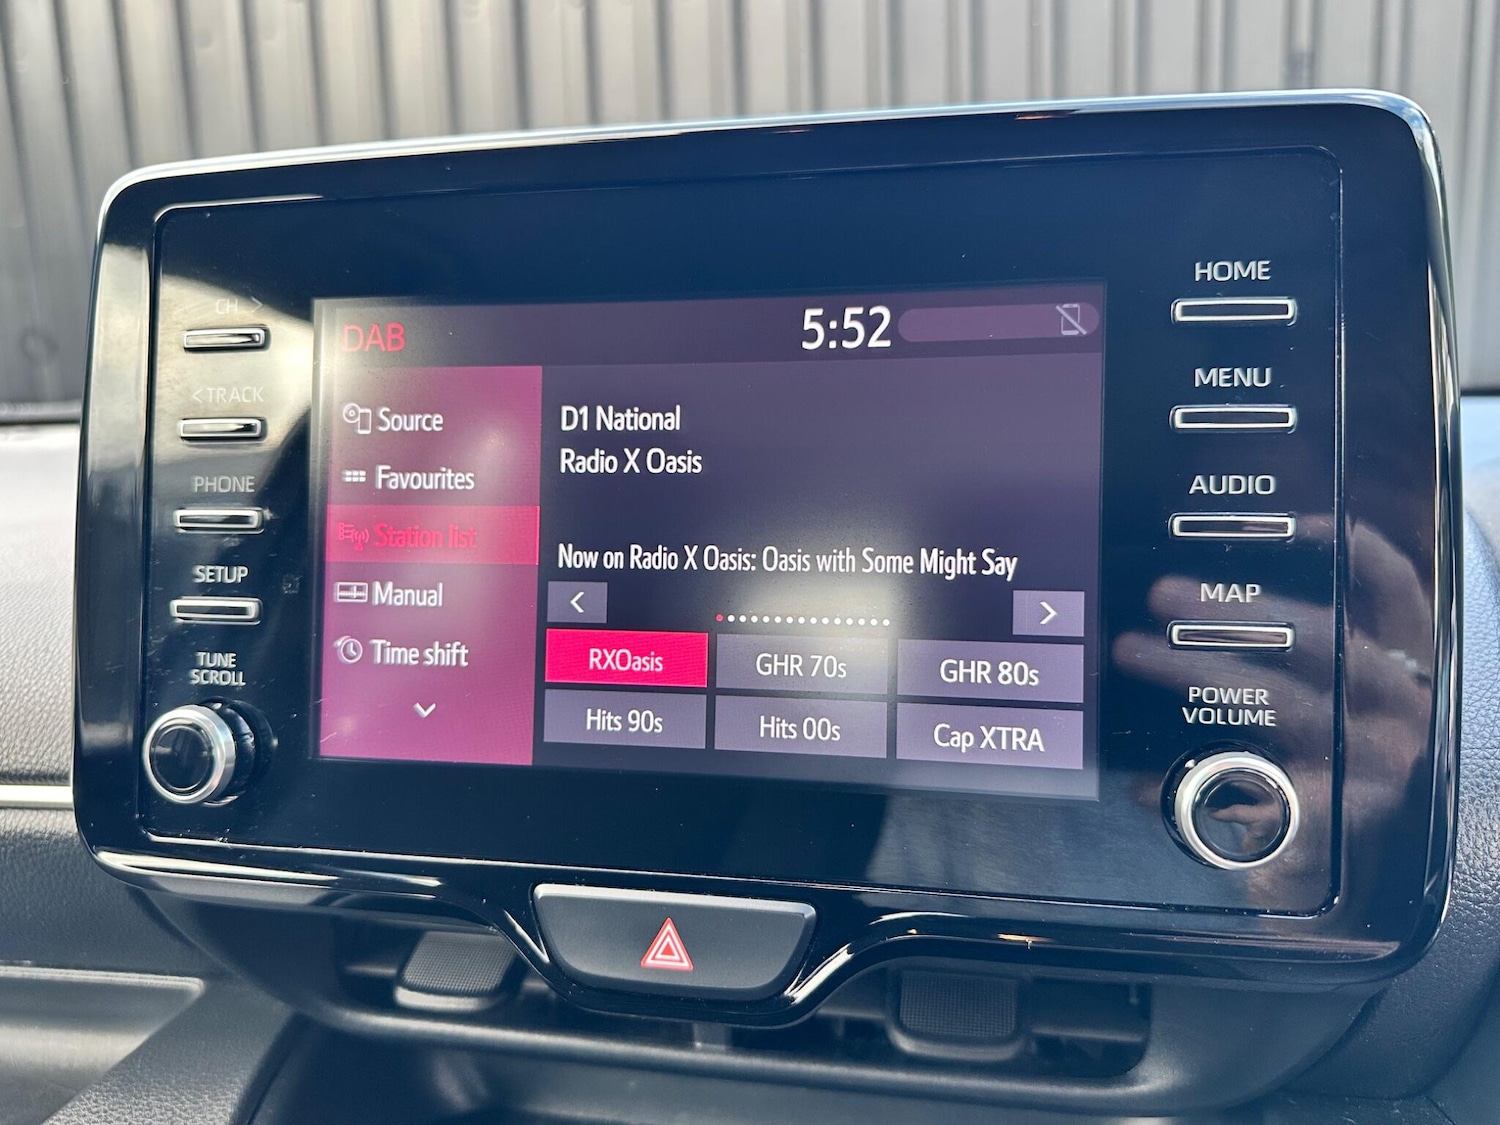 CH >
< TRACK
PHONE
SETUP
TUNE
SCROLL
DAB
5:52
Source
Favourites
Station list
Manual
Time shift
D1 National
Radio X Oasis
Now on Radio X Oasis: Oasis with Some Might Say
<
>
RXOasis
GHR 70s
GHR 80s
Hits 90s
Hits 00s
Cap XTRA
HOME
MENU
AUDIO
MAP
POWER
VOLUME